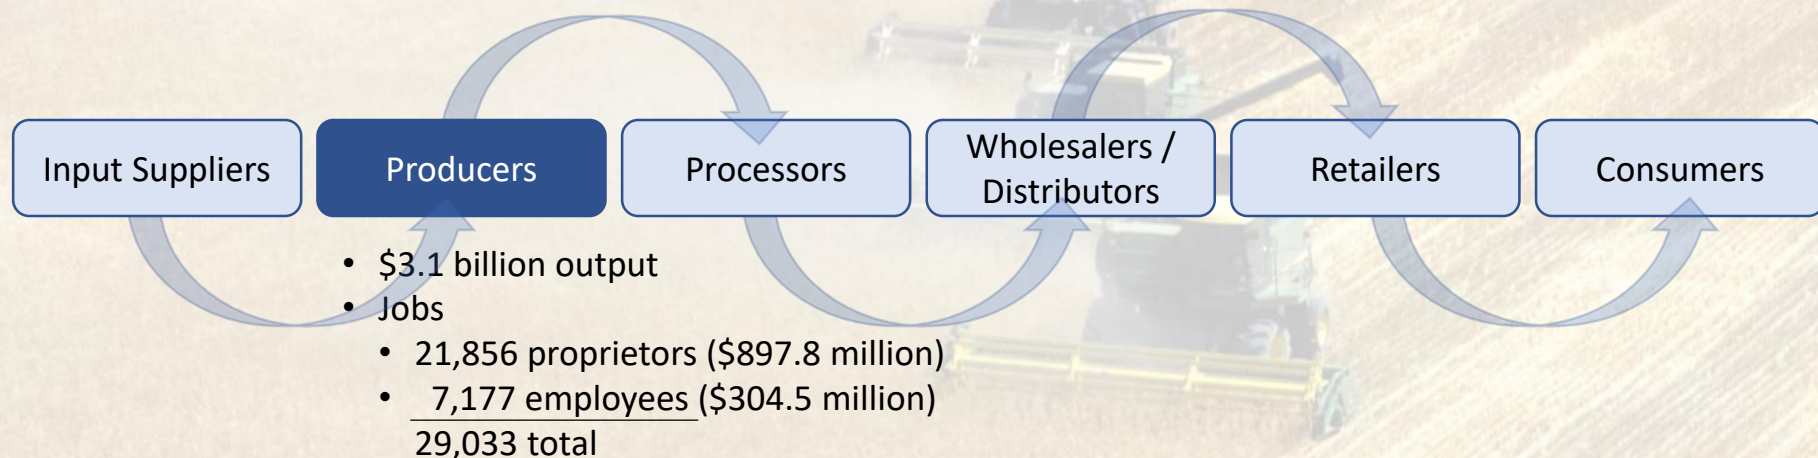 Input Suppliers
Producers
Processors
Wholesalers /
Distributors
Retailers
Consumers
• $3.1 billion output
• Jobs
• 21,856 proprietors ($897.8 million)
• 7,177 employees ($304.5 million)
29,033 total